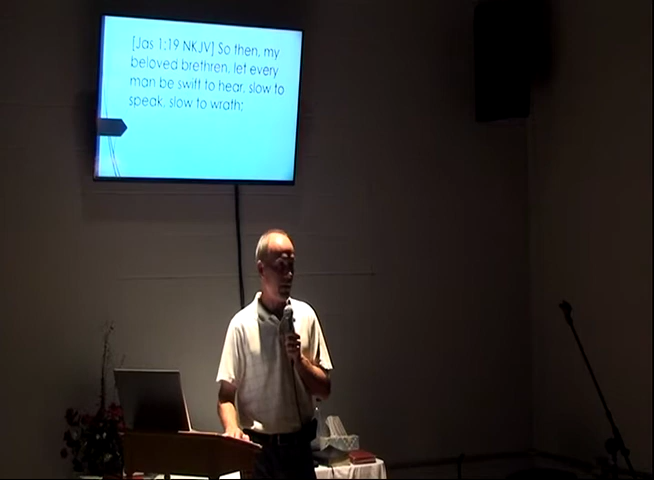 [Jas 1:19 NKJV] So then, my
beloved brethren, let every
man be swift to hear, slow to
speak, slow to wrath;